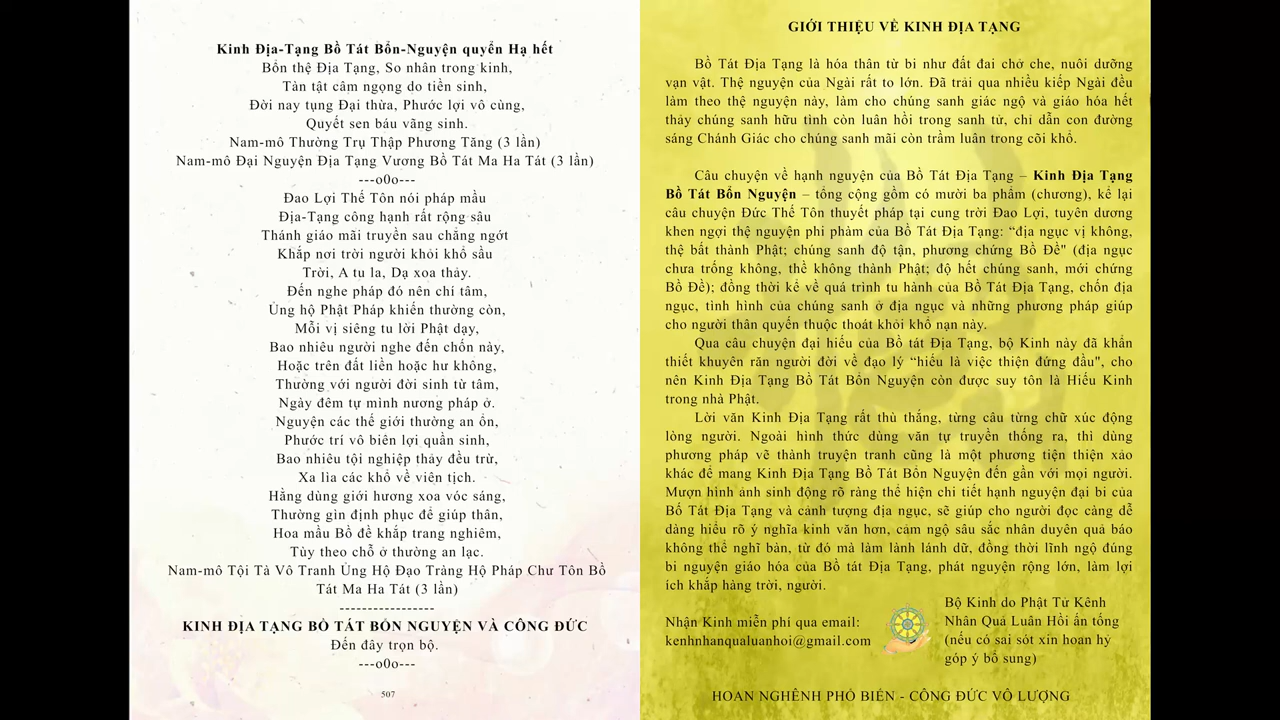 Kinh Địa-Tạng Bồ Tát Bổn-Nguyện quyển Hạ hết
Bổn thệ Địa Tạng, So nhân trong kinh,
Tàn tật câm ngọng do tiền sinh,
Đời nay tụng Đại thừa, Phước lợi vô cùng,
Quyết sen báu vãng sinh.
Nam-mô Thường Trụ Thập Phương Tăng (3 lần)
Nam-mô Đại Nguyện Địa Tạng Vương Bồ Tát Ma Ha Tát (3 lần)
---o0o---
Đao Lợi Thế Tôn nói pháp mầu
Địa-Tạng công hạnh rất rộng sâu
Thánh giáo mãi truyền sau chẳng ngớt
Khắp nơi trời người khỏi khổ sầu
Trời, A tu la, Dạ xoa thảy.
Đến nghe pháp đó nên chí tâm,
Ủng hộ Phật Pháp khiến thường còn,
Mỗi vị siêng tu lời Phật dạy,
Bao nhiêu người nghe đến chốn này,
Hoặc trên đất liền hoặc hư không,
Thường với người đời sinh từ tâm,
Ngày đêm tự mình nương pháp ở.
Nguyện các thế giới thường an ổn,
Phước trí vô biên lợi quần sinh,
Bao nhiêu tội nghiệp thảy đều trừ,
Xa lìa các khổ về viên tịch.
Hằng dùng giới hương xoa vóc sáng,
Thường gìn định phục để giúp thân,
Hoa mầu Bồ đề khắp trang nghiêm,
Tùy theo chỗ ở thường an lạc.
Nam-mô Tội Tà Vô Tranh Ủng Hộ Đạo Tràng Hộ Pháp Chư Tôn Bồ
Tát Ma Ha Tát (3 lần)
-----------------
KINH ĐỊA TẠNG BỒ TÁT BỔN NGUYỆN VÀ CÔNG ĐỨC
Đến đây trọn bộ.
---o0o---
507
GIỚI THIỆU VỀ KINH ĐỊA TẠNG
Bồ Tát Địa Tạng là hóa thân từ bi như đất đai chở che, nuôi dưỡng
vạn vật. Thệ nguyện của Ngài rất to lớn. Đã trải qua nhiều kiếp Ngài đều
làm theo thệ nguyện này, làm cho chúng sanh giác ngộ và giáo hóa hết
thảy chúng sanh hữu tình còn luân hồi trong sanh tử, chỉ dẫn con đường
sáng Chánh Giác cho chúng sanh mãi còn trầm luân trong cõi khổ.
Câu chuyện về hạnh nguyện của Bồ Tát Địa Tạng – Kinh Địa Tạng
Bồ Tát Bổn Nguyện – tổng cộng gồm có mười ba phẩm (chương), kể lại
câu chuyện Đức Thế Tôn thuyết pháp tại cung trời Đao Lợi, tuyên dương
khen ngợi thệ nguyện phi phàm của Bồ Tát Địa Tạng: “địa ngục vị không,
thệ bất thành Phật; chúng sanh độ tận, phương chứng Bồ Đề" (địa ngục
chưa trống không, thề không thành Phật; độ hết chúng sanh, mới chứng
Bồ Đề); đồng thời kể về quá trình tu hành của Bồ Tát Địa Tạng, chốn địa
ngục, tình hình của chúng sanh ở địa ngục và những phương pháp giúp
cho người thân quyến thuộc thoát khỏi khổ nạn này.
Qua câu chuyện đại hiếu của Bồ tát Địa Tạng, bộ Kinh này đã khẩn
thiết khuyên răn người đời về đạo lý “hiếu là việc thiện đứng đầu", cho
nên Kinh Địa Tạng Bồ Tát Bổn Nguyện còn được suy tôn là Hiếu Kinh
trong nhà Phật.
Lời văn Kinh Địa Tạng rất thù thắng, từng câu từng chữ xúc động
lòng người. Ngoài hình thức dùng văn tự truyền thống ra, thì dùng
phương pháp vẽ thành truyện tranh cũng là một phương tiện thiện xảo
khác để mang Kinh Địa Tạng Bồ Tát Bổn Nguyện đến gần với mọi người.
Mượn hình ảnh sinh động rõ ràng thể hiện chi tiết hạnh nguyện đại bi của
Bồ Tát Địa Tạng và cảnh tượng địa ngục, sẽ giúp cho người đọc càng dễ
dàng hiểu rõ ý nghĩa kinh văn hơn, cảm ngộ sâu sắc nhân duyên quả báo
không thể nghĩ bàn, từ đó mà làm lành lánh dữ, đồng thời lĩnh ngộ đúng
bi nguyện giáo hóa của Bồ tát Địa Tạng, phát nguyện rộng lớn, làm lợi
ích khắp hàng trời, người.
Nhận Kinh miễn phí qua email:
kenhnhanqualuanhoi@gmail.com
Bộ Kinh do Phật Tử Kênh
Nhân Quả Luân Hồi ấn tống
(nếu có sai sót xin hoan hỷ
góp ý bổ sung)
HOAN NGHÊNH PHỔ BIẾN - CÔNG ĐỨC VÔ LƯỢNG